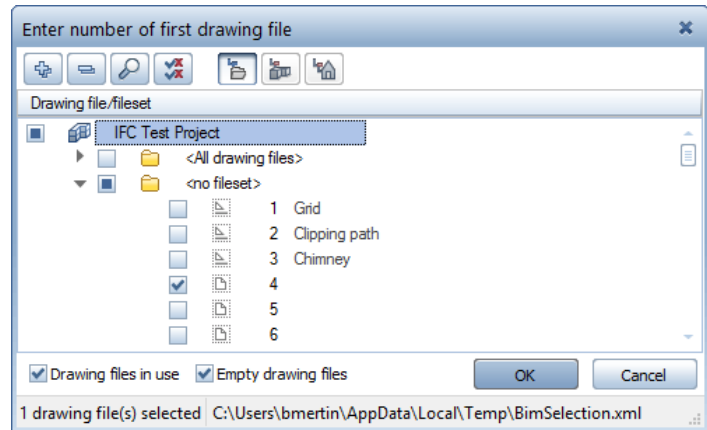 Enter number of first drawing file
Drawing file/fileset
IFC Test Project
<All drawing files>
<no fileset>
1 Grid
2 Clipping path
3 Chimney
4
5
6
Drawing files in use Empty drawing files OK Cancel
1 drawing file(s) selected C:\Users\bmertin\AppData\Local\Temp\BimSelection.xml